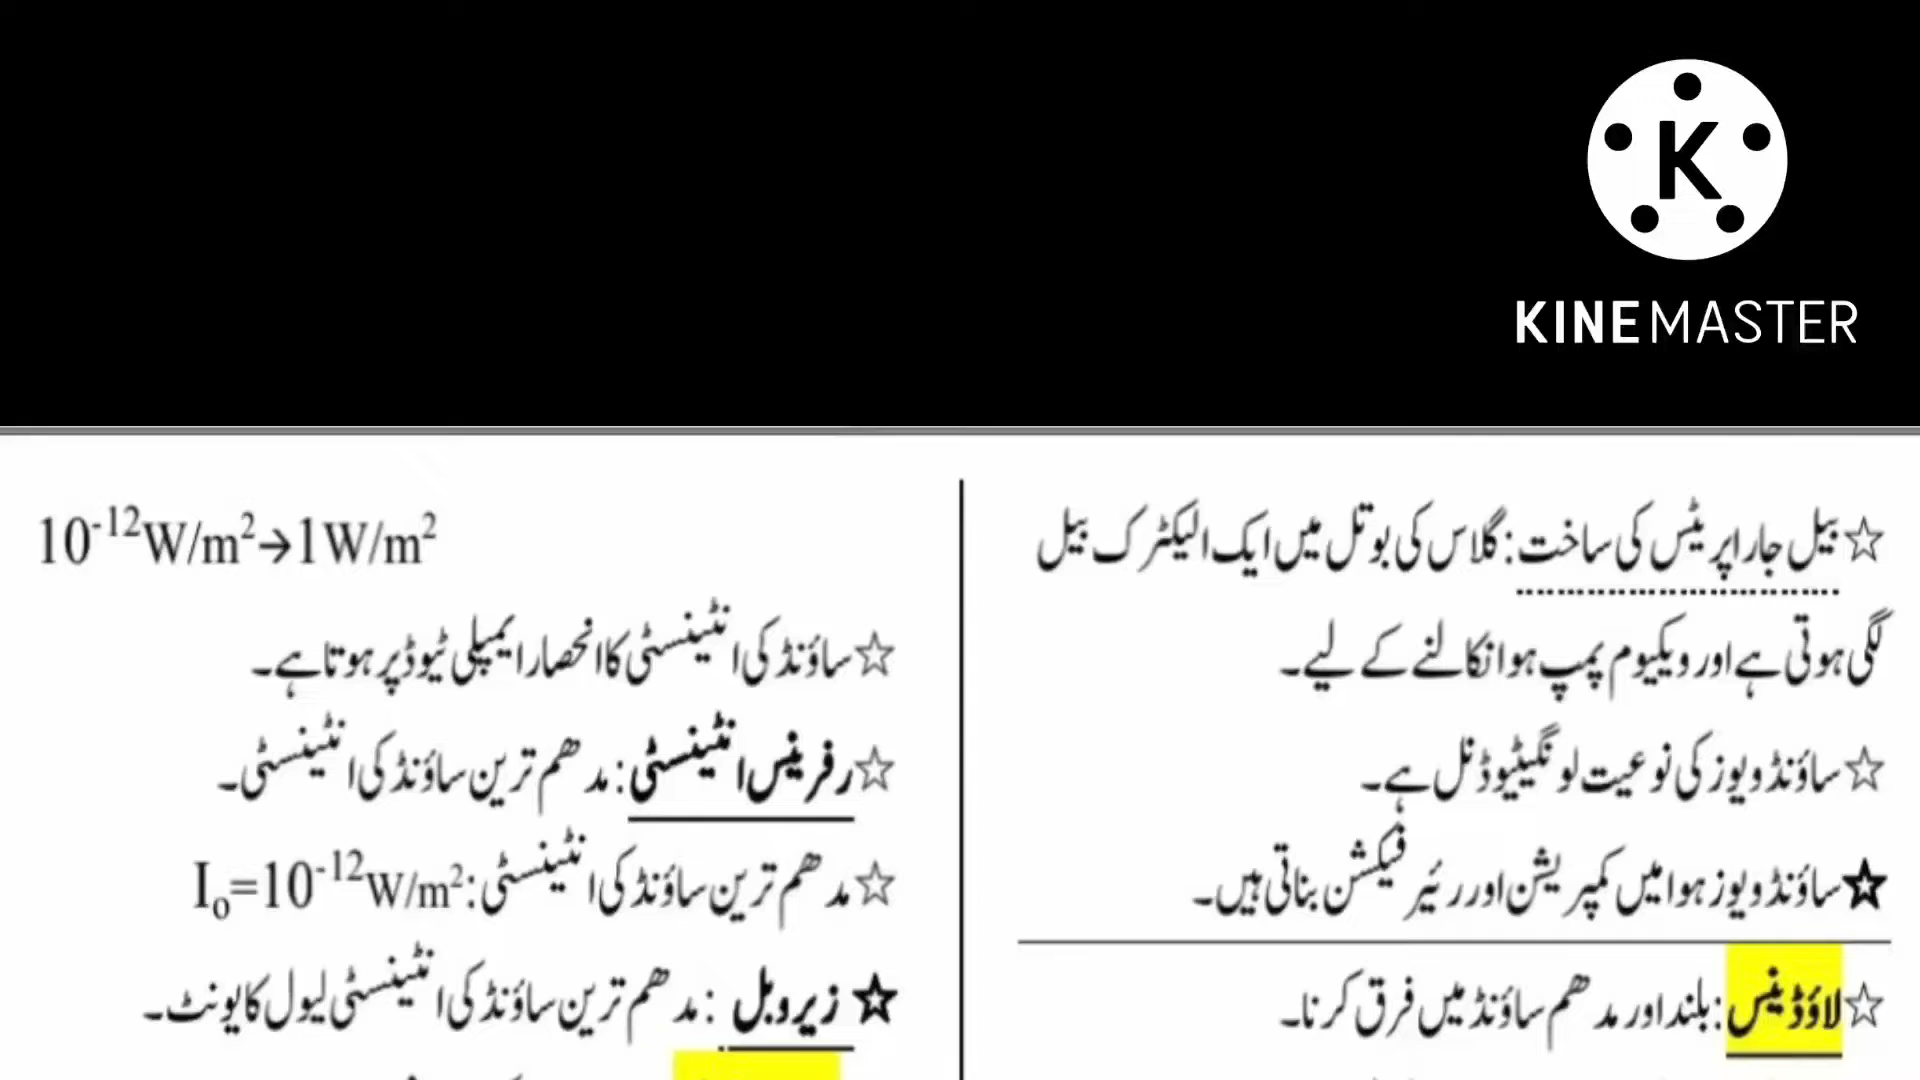 KINEMASTER
☆بیل جار اپریٹس کی ساخت: گلاس کی بوتل میں ایک الیکٹرک بیل
لگی ہوتی ہے اور ویکیوم پمپ ہوا نکالنے کے لیے۔
☆ساؤنڈ ویوز کی نوعیت لونگیٹیوڈنل ہے۔
★ساؤنڈ ویوز ہوا میں کمپریشن اور رئیر فیکشن بناتی ہیں۔
☆لاؤڈنیس: بلند اور مدھم ساؤنڈ میں فرق کرنا۔
10⁻¹²W/m²→1W/m²
☆ساؤنڈ کی انٹینسٹی کا انحصار ایمپلی ٹیوڈ پر ہوتا ہے۔
☆رفرینس انٹینسٹی: مدھم ترین ساؤنڈ کی انٹینسٹی۔
☆مدھم ترین ساؤنڈ کی انٹینسٹی: I₀=10⁻¹²W/m²
★زیرو بل: مدھم ترین ساؤنڈ کی انٹینسٹی لیول کا یونٹ۔